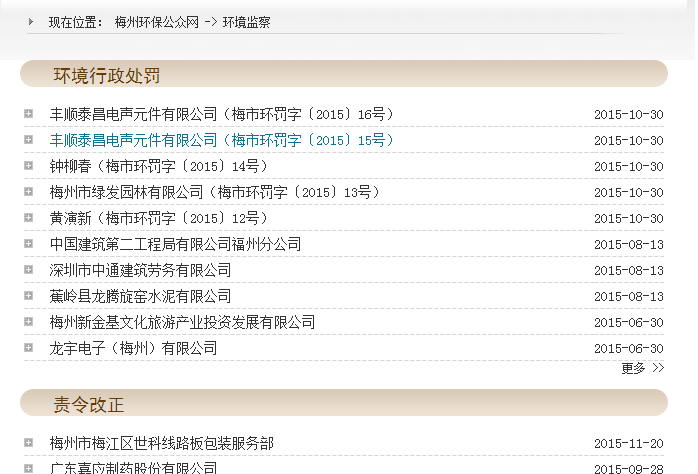 现在位置： 梅州环保公众网 -> 环境监察
环境行政处罚
丰顺泰昌电声元件有限公司（梅市环罚字〔2015〕16号） 2015-10-30
丰顺泰昌电声元件有限公司（梅市环罚字〔2015〕15号） 2015-10-30
钟柳春（梅市环罚字〔2015〕14号） 2015-10-30
梅州市绿发园林有限公司（梅市环罚字〔2015〕13号） 2015-10-30
黄演新（梅市环罚字〔2015〕12号） 2015-10-30
中国建筑第二工程局有限公司福州分公司 2015-08-13
深圳市中通建筑劳务有限公司 2015-08-13
蕉岭县龙腾旋窑水泥有限公司 2015-08-13
梅州新金基文化旅游产业投资发展有限公司 2015-06-30
龙宇电子（梅州）有限公司 2015-06-30
更多 >>
责令改正
梅州市梅江区世科线路板包装服务部 2015-11-20
广东嘉应制药股份有限公司 2015-09-28